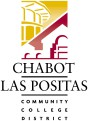 CHABOT
LAS POSITAS
COMMUNITY
COLLEGE
DISTRICT